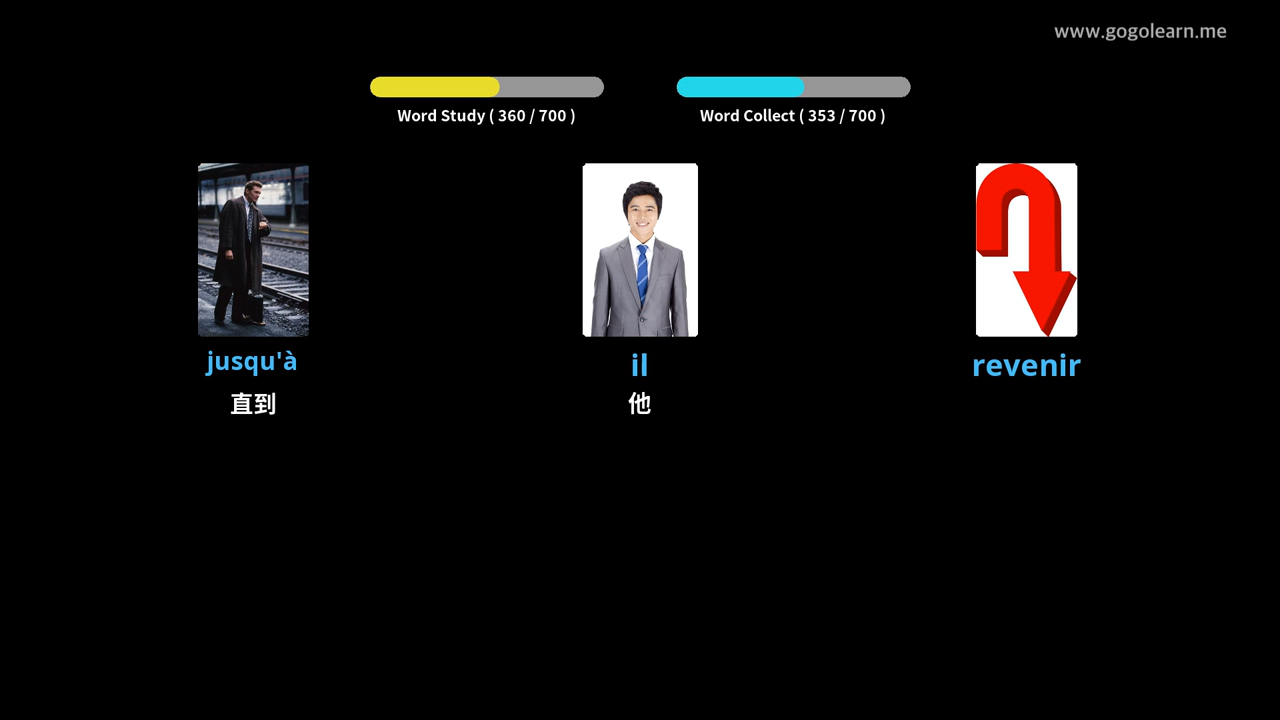 www.gogolearn.me
Word Study ( 360 / 700 )
Word Collect ( 353 / 700 )
jusqu'à
直到
il
他
revenir